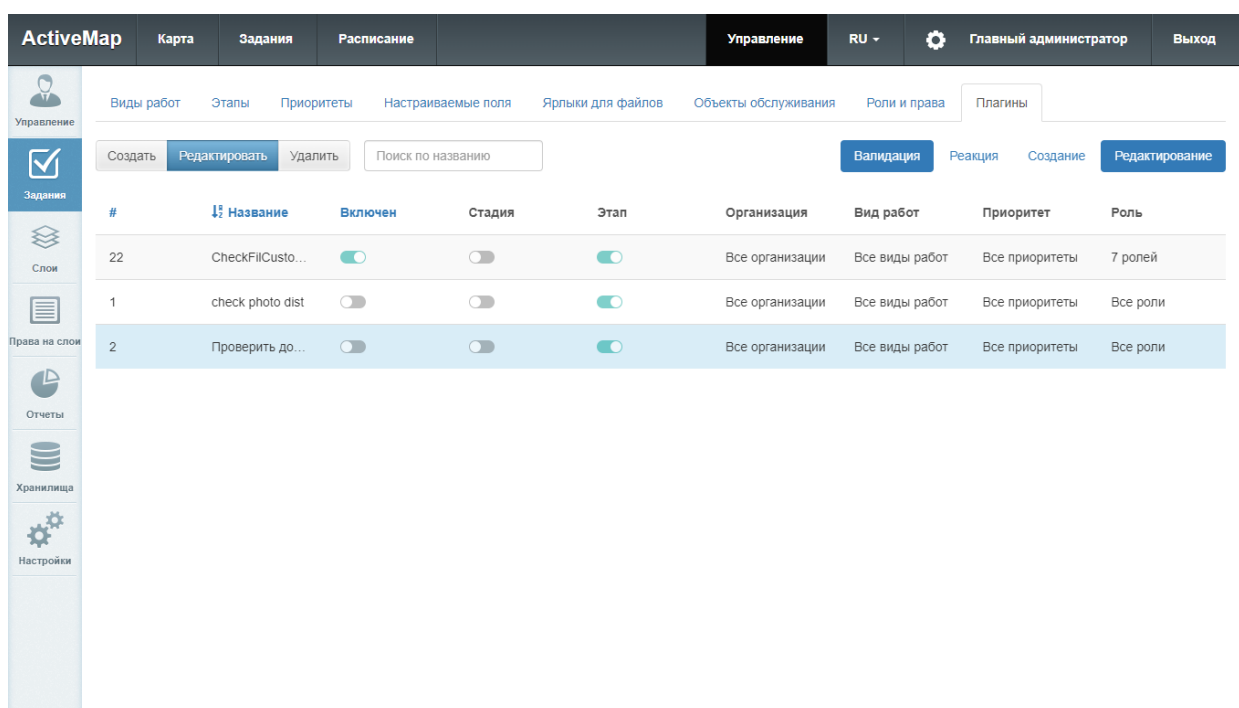 ActiveMap Карта Задания Расписание Управление RU Главный администратор Выход
Управление
Задания
Слои
Права на слои
Отчеты
Хранилища
Настройки
Виды работ Этапы Приоритеты Настраиваемые поля Ярлыки для файлов Объекты обслуживания Роли и права Плагины
Создать Редактировать Удалить Поиск по названию Валидация Реакция Создание Редактирование
# Название Включен Стадия Этап Организация Вид работ Приоритет Роль
22 CheckFilCusto... Все организации Все виды работ Все приоритеты 7 ролей
1 check photo dist Все организации Все виды работ Все приоритеты Все роли
2 Проверить до... Все организации Все виды работ Все приоритеты Все роли